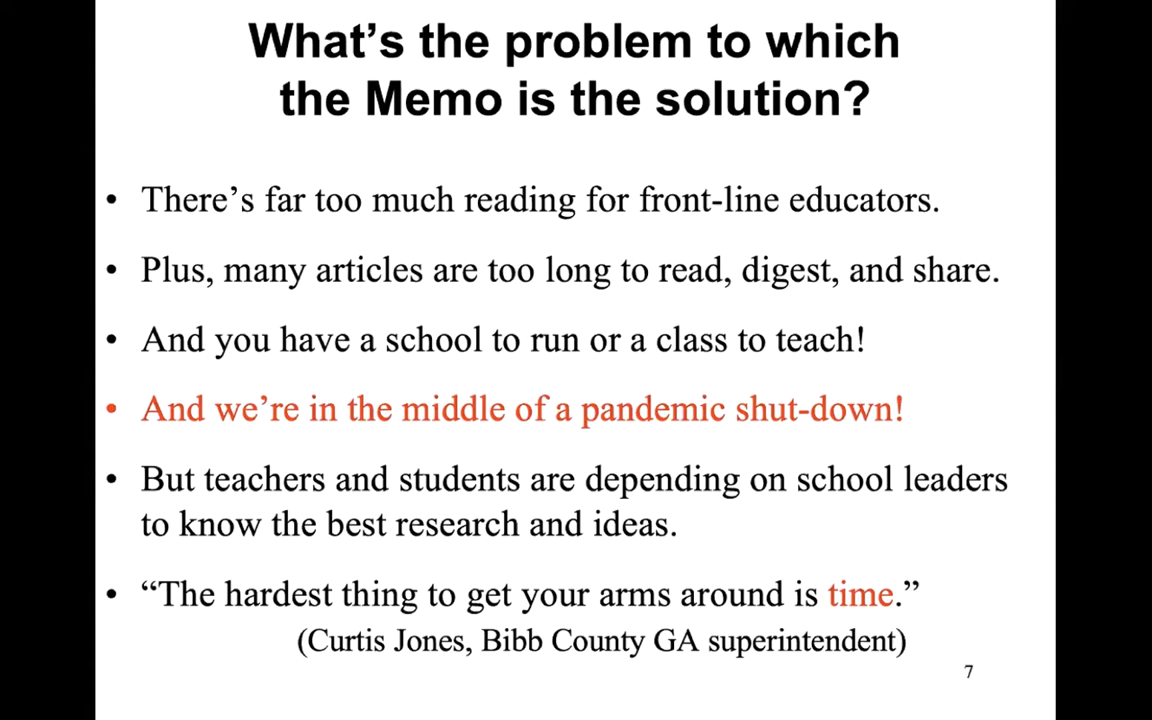 What’s the problem to which
the Memo is the solution?
• There’s far too much reading for front-line educators.
• Plus, many articles are too long to read, digest, and share.
• And you have a school to run or a class to teach!
• And we’re in the middle of a pandemic shut-down!
• But teachers and students are depending on school leaders
to know the best research and ideas.
• “The hardest thing to get your arms around is time.”
(Curtis Jones, Bibb County GA superintendent)
7